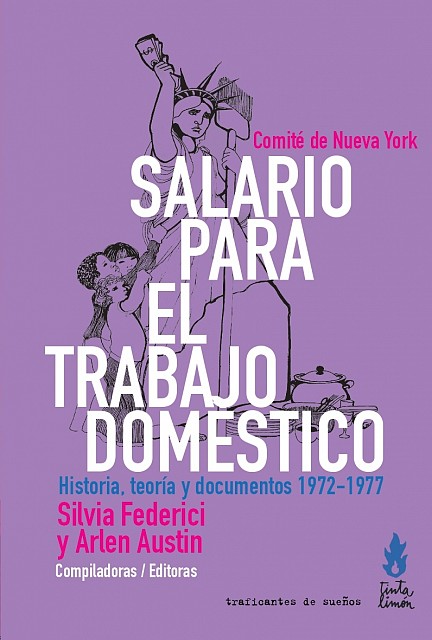 Comité de Nueva York
SALARIO
PARA
EL
TRABAJO
DOMÉSTICO
Historia, teoría y documentos 1972-1977
Silvia Federici
y Arlen Austin
Compiladoras / Editoras
traficantes de sueños
tinta
limón